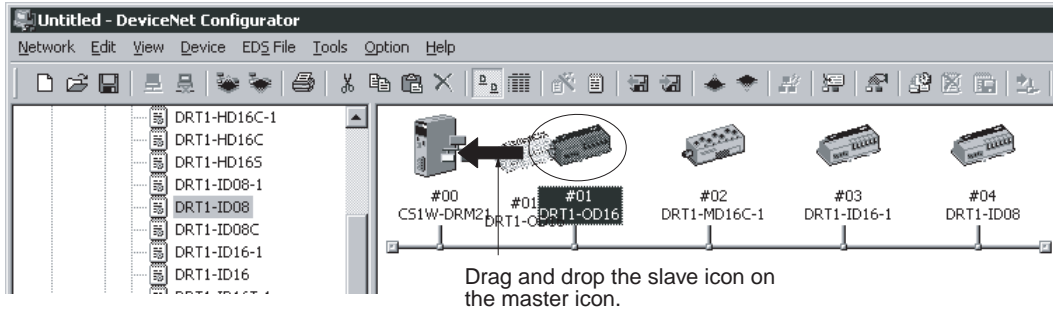 Untitled - DeviceNet Configurator
Network Edit View Device EDS File Tools Option Help
DRT1-HD16C-1
DRT1-HD16C
DRT1-HD16S
DRT1-ID08-1
DRT1-ID08
DRT1-ID08C
DRT1-ID16-1
DRT1-ID16
#00
CS1W-DRM21
#01
#01
DRT1-OD16
#02
DRT1-MD16C-1
#03
DRT1-ID16-1
#04
DRT1-ID08
Drag and drop the slave icon on
the master icon.